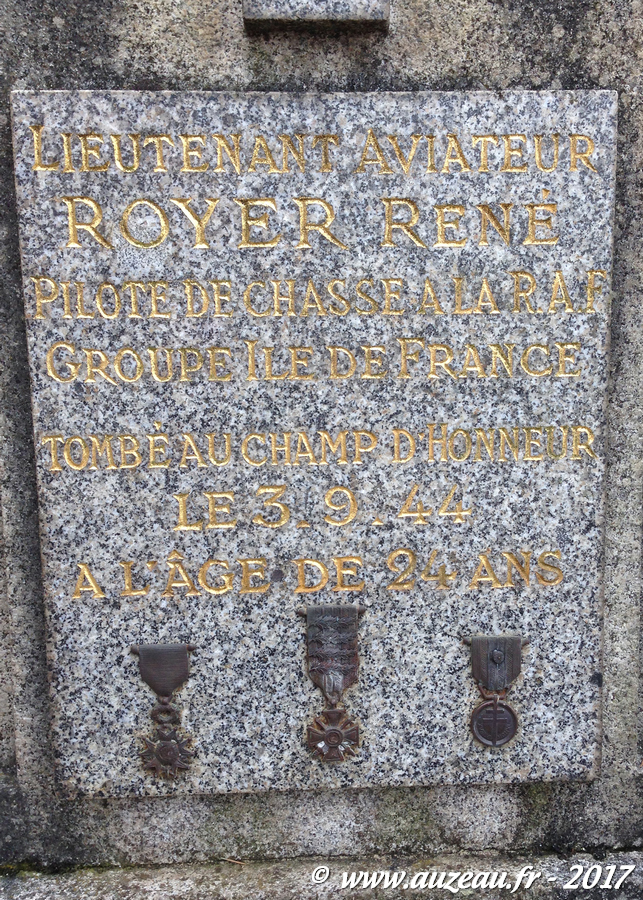 LIEUTENANT AVIATEUR
ROYER RENÉ
PILOTE DE CHASSE·A LA R.A.F
GROUPE ILE DE FRANCE
TOMBÉ AU CHAMP D'HONNEUR
LE 3.9.44
A L'ÂGE DE 24 ANS
© www.auzeau.fr - 2017